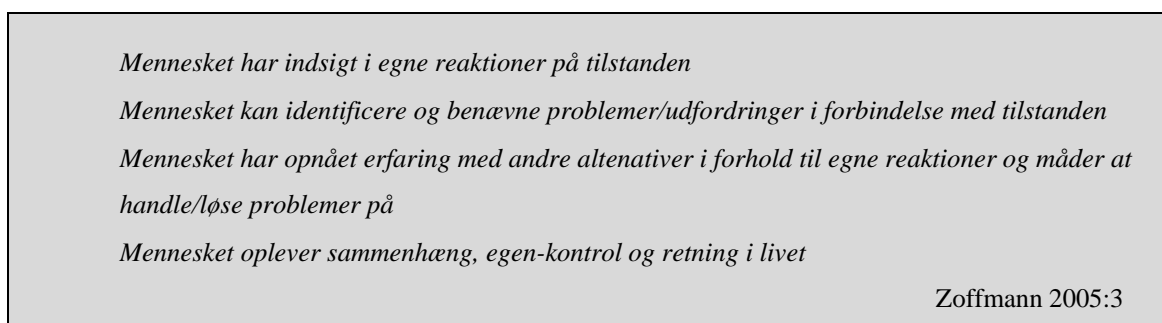 Mennesket har indsigt i egne reaktioner på tilstanden
Mennesket kan identificere og benævne problemer/udfordringer i forbindelse med tilstanden
Mennesket har opnået erfaring med andre altenativer i forhold til egne reaktioner og måder at
handle/løse problemer på
Mennesket oplever sammenhæng, egen-kontrol og retning i livet
Zoffmann 2005:3